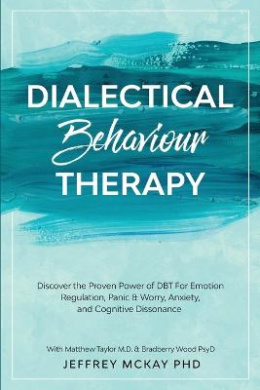 DIALECTICAL
Behaviour
THERAPY
Discover the Proven Power of DBT For Emotion
Regulation, Panic & Worry, Anxiety,
and Cognitive Dissonance
With Matthew Taylor M.D. & Bradberry Wood PsyD
JEFFREY MCKAY PHD